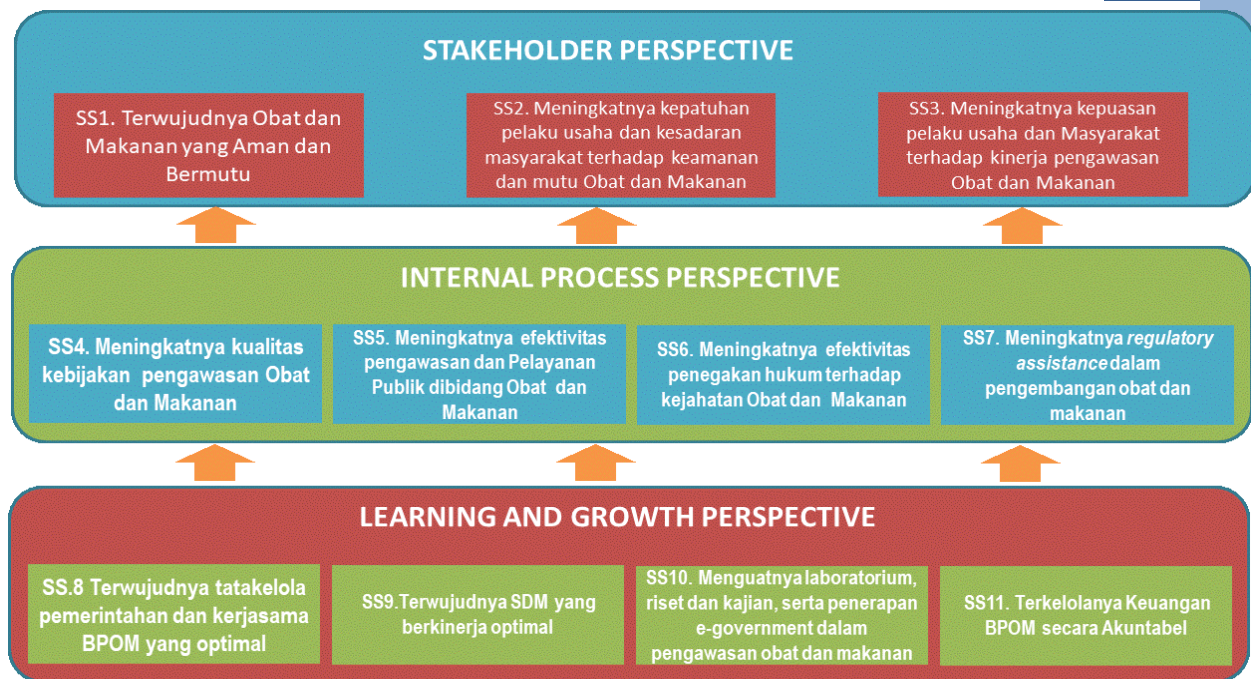 STAKEHOLDER PERSPECTIVE
SS1. Terwujudnya Obat dan
Makanan yang Aman dan
Bermutu
SS2. Meningkatnya kepatuhan
pelaku usaha dan kesadaran
masyarakat terhadap keamanan
dan mutu Obat dan Makanan
SS3. Meningkatnya kepuasan
pelaku usaha dan Masyarakat
terhadap kinerja pengawasan
Obat dan Makanan
INTERNAL PROCESS PERSPECTIVE
SS4. Meningkatnya kualitas
kebijakan pengawasan Obat
dan Makanan
SS5. Meningkatnya efektivitas
pengawasan dan Pelayanan
Publik dibidang Obat dan
Makanan
SS6. Meningkatnya efektivitas
penegakan hukum terhadap
kejahatan Obat dan Makanan
SS7. Meningkatnya regulatory
assistance dalam
pengembangan obat dan
makanan
LEARNING AND GROWTH PERSPECTIVE
SS.8 Terwujudnya tatakelola
pemerintahan dan kerjasama
BPOM yang optimal
SS9.Terwujudnya SDM yang
berkinerja optimal
SS10. Menguatnya laboratorium,
riset dan kajian, serta penerapan
e-government dalam
pengawasan obat dan makanan
SS11. Terkelolanya Keuangan
BPOM secara Akuntabel